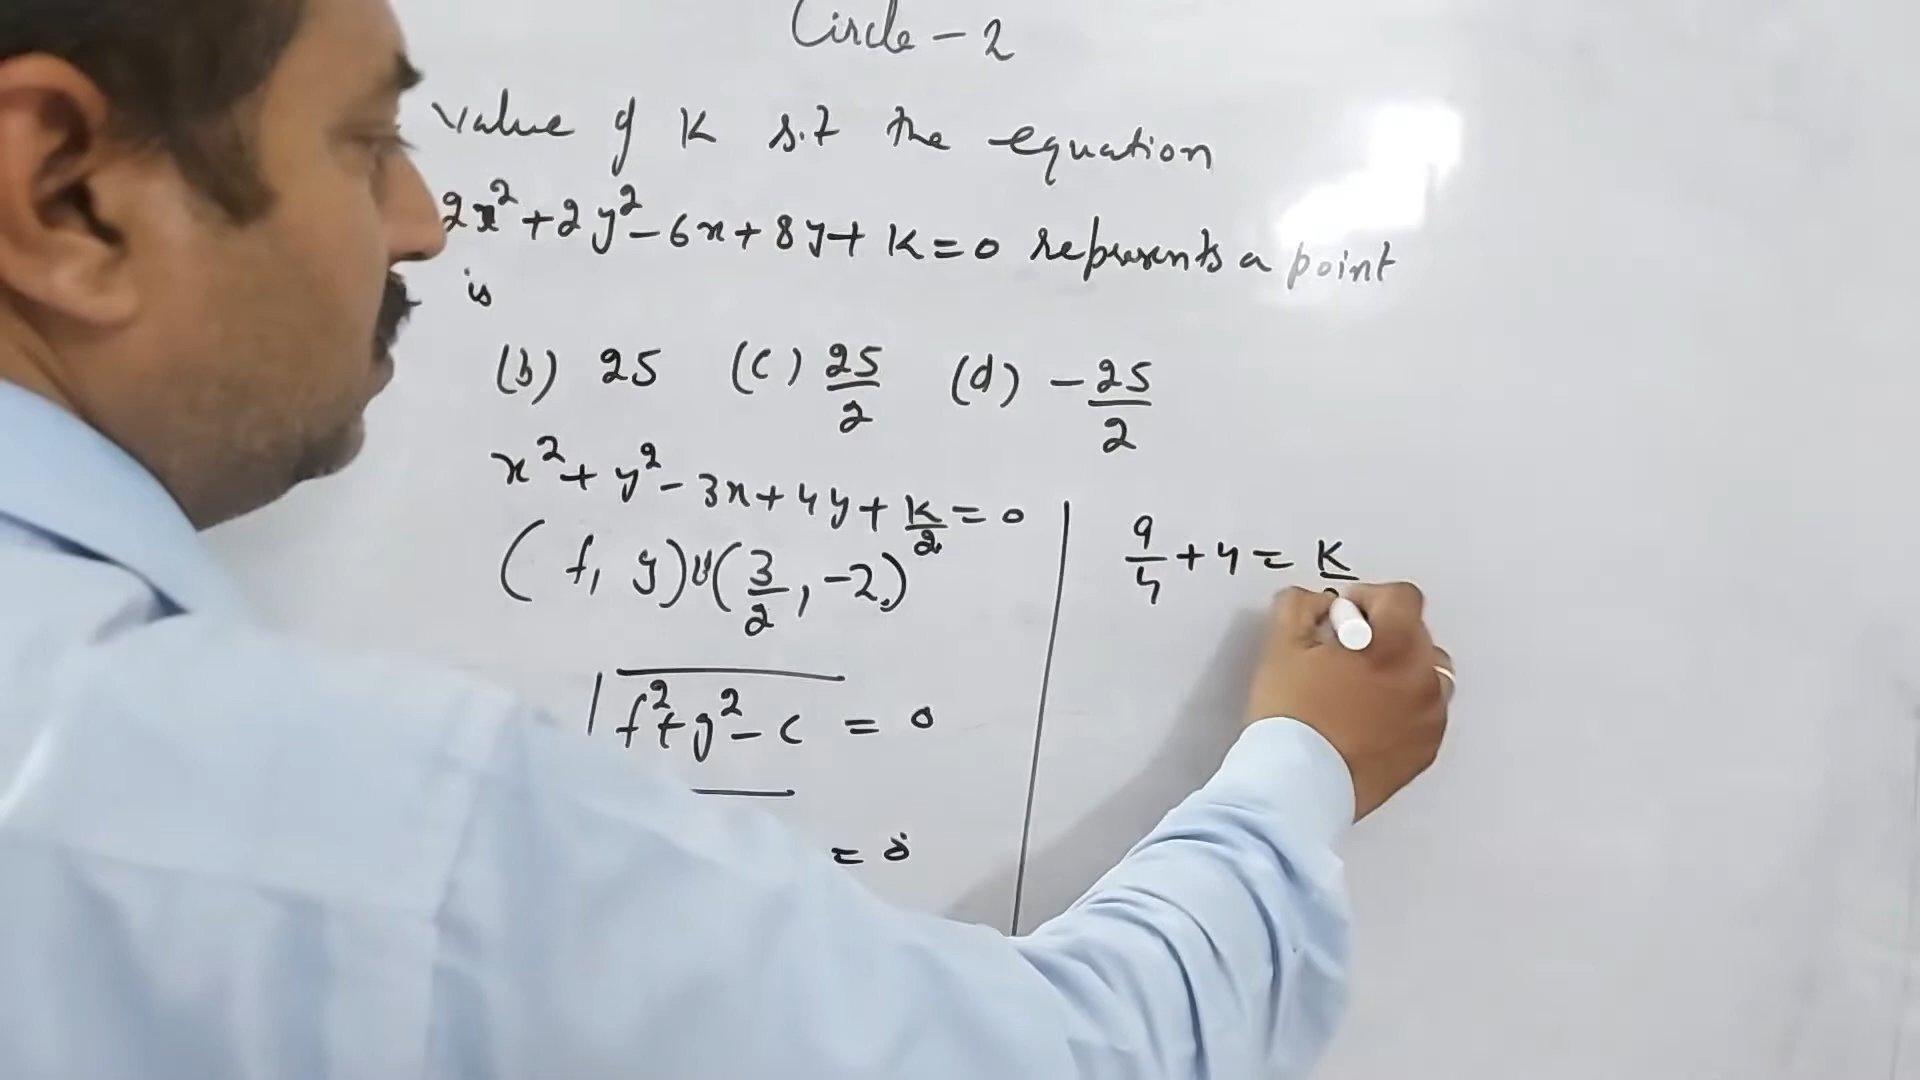 Circle - 2
Value of K s.t the equation
2x² + 2y² - 6x + 8y + K = 0 represents a point
is
(b) 25 (c) 25/2 (d) -25/2
x² + y² - 3x + 4y + K/2 = 0
(f, g) (3/2, -2)
√(f² + g² - c) = 0
= 0
9/4 + 4 = K